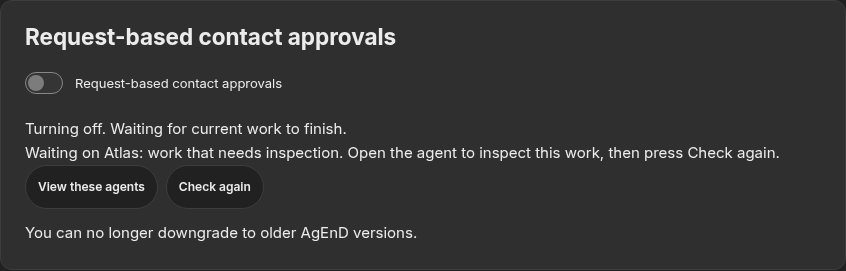 Request-based contact approvals
Request-based contact approvals
Turning off. Waiting for current work to finish.
Waiting on Atlas: work that needs inspection. Open the agent to inspect this work, then press Check again.
View these agents
Check again
You can no longer downgrade to older AgEnD versions.